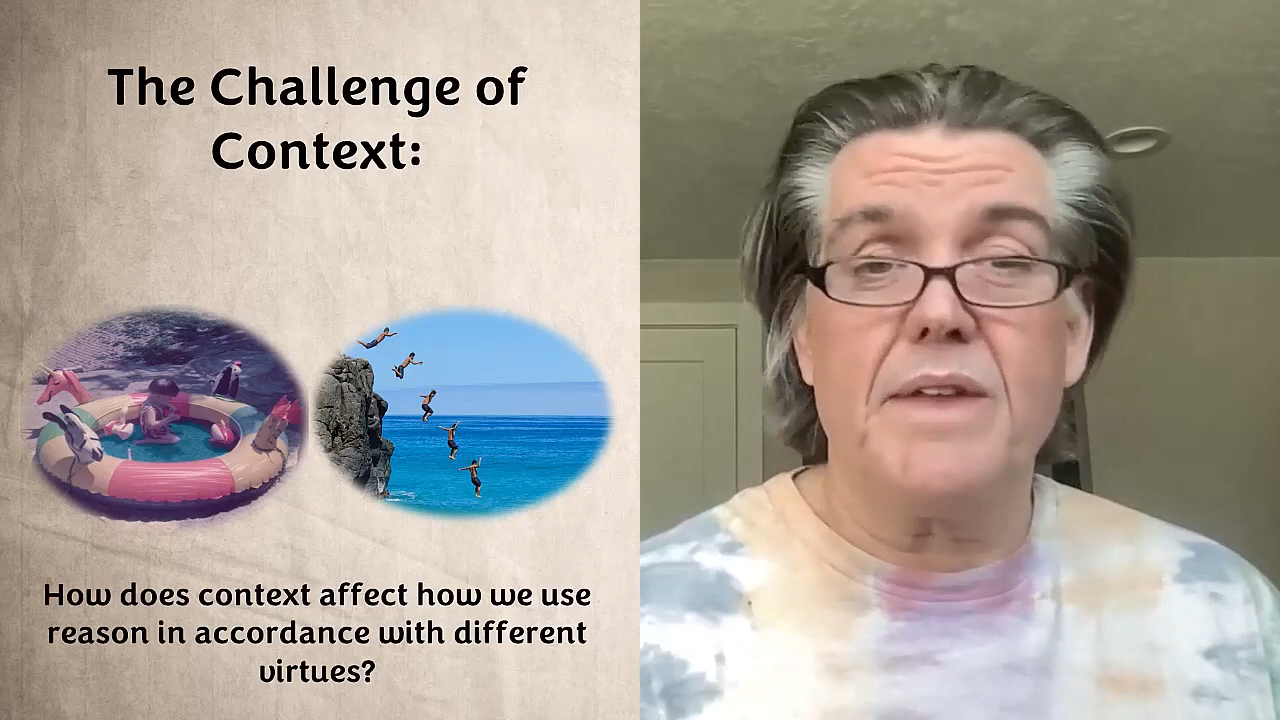 The Challenge of
Context:
How does context affect how we use
reason in accordance with different
virtues?